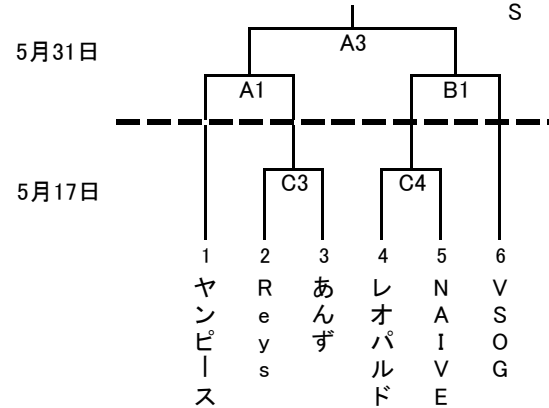 S
5月31日
A3
A1
B1
5月17日
C3
C4
1
2
3
4
5
6
ヤンピース
Reys
あんず
レオパルド
NAIVE
VSOG